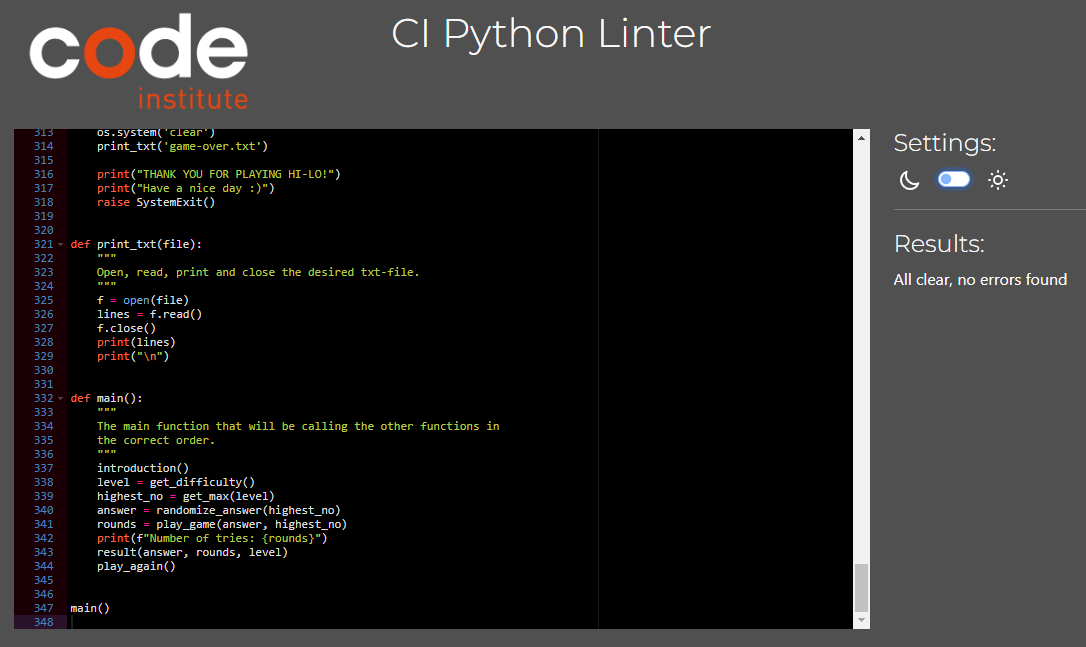 code
institute
CI Python Linter
313     os.system('clear')
314     print_txt('game-over.txt')
315
316     print("THANK YOU FOR PLAYING HI-LO!")
317     print("Have a nice day :)")
318     raise SystemExit()
319
320
321 def print_txt(file):
322     """
323     Open, read, print and close the desired txt-file.
324     """
325     f = open(file)
326     lines = f.read()
327     f.close()
328     print(lines)
329     print("\n")
330
331
332 def main():
333     """
334     The main function that will be calling the other functions in
335     the correct order.
336     """
337     introduction()
338     level = get_difficulty()
339     highest_no = get_max(level)
340     answer = randomize_answer(highest_no)
341     rounds = play_game(answer, highest_no)
342     print(f"Number of tries: {rounds}")
343     result(answer, rounds, level)
344     play_again()
345
346
347 main()
348
Settings:
Results:
All clear, no errors found